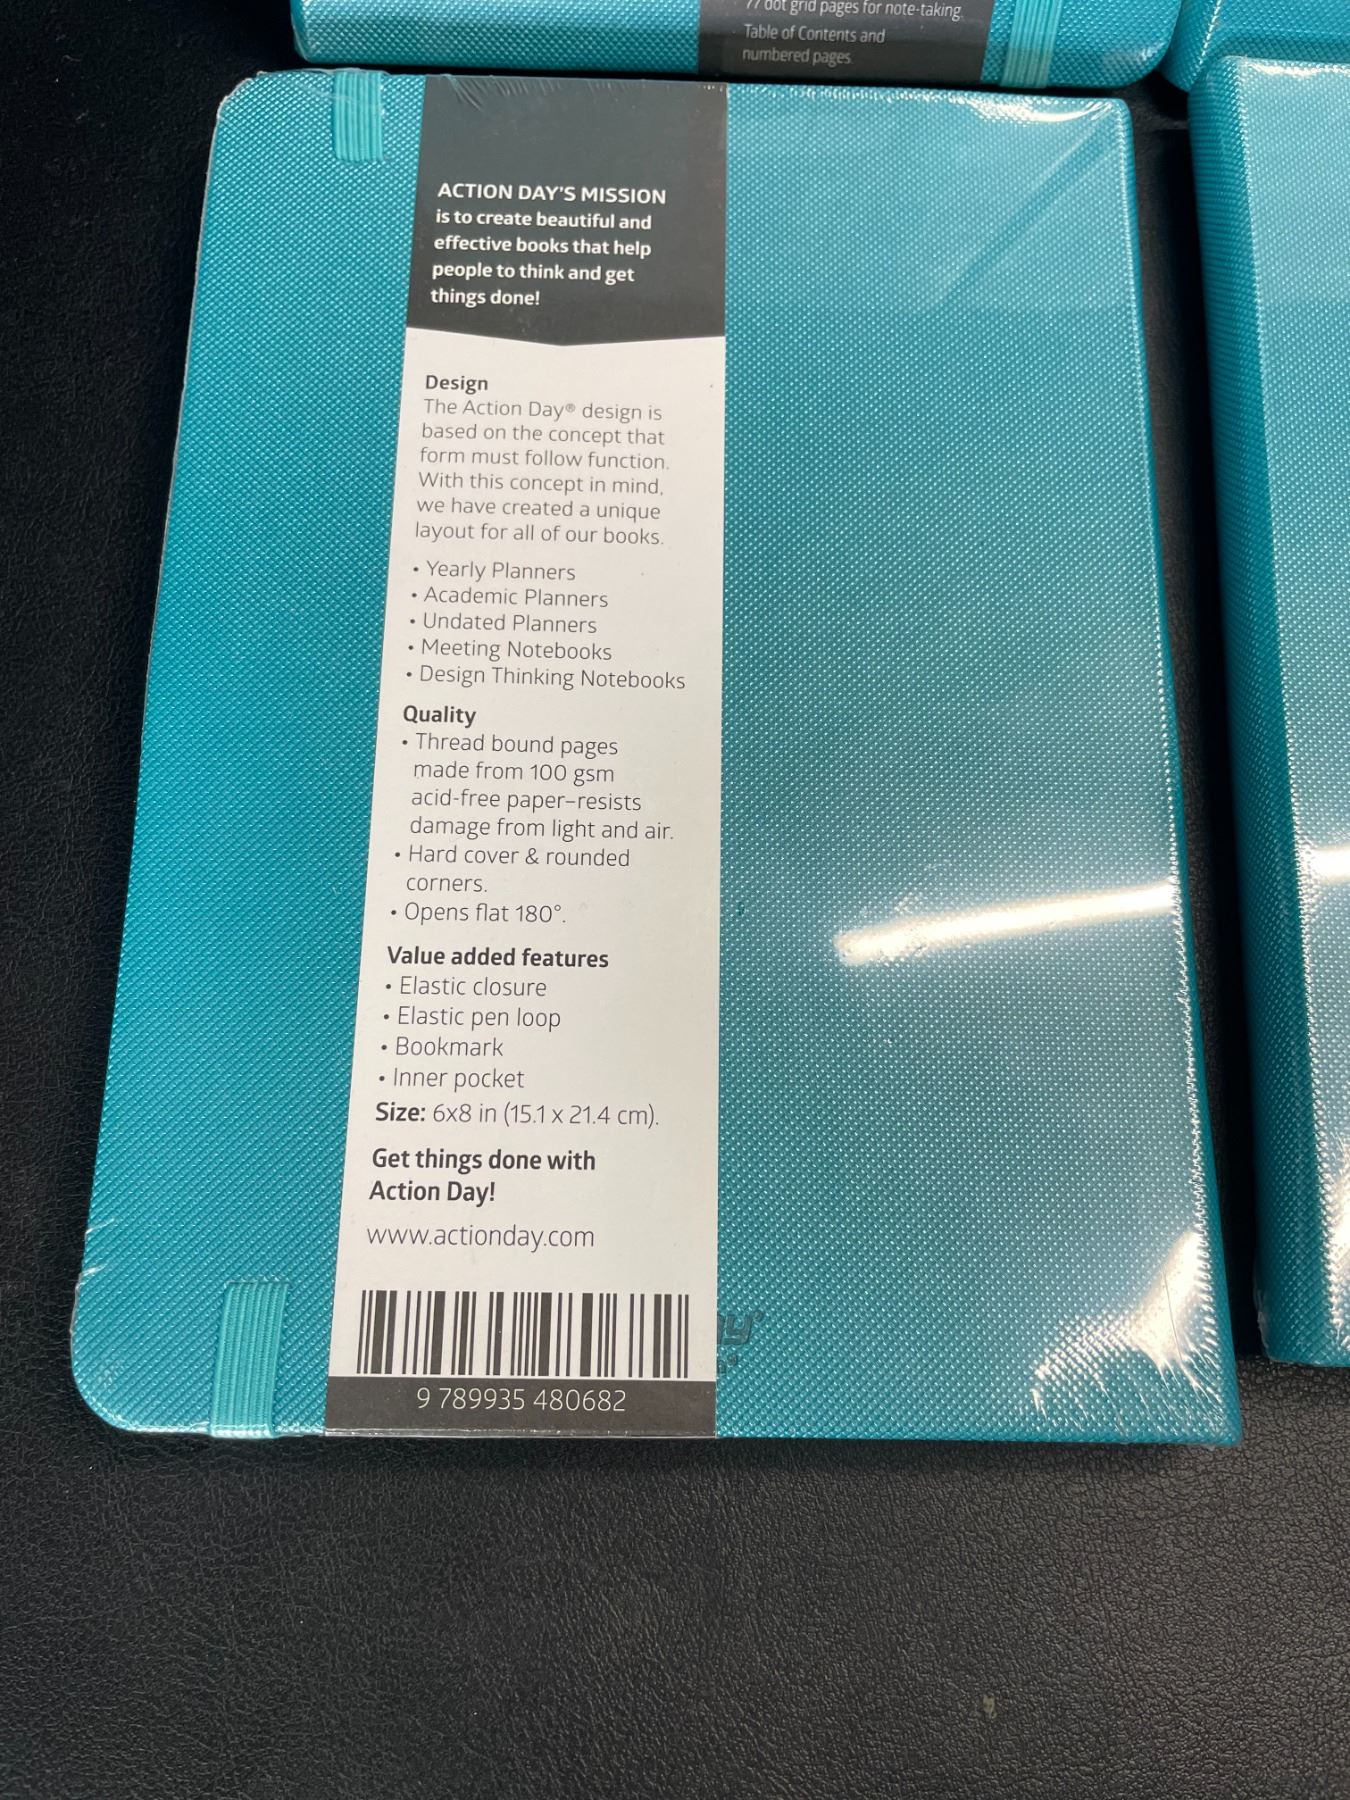 77 dot grid pages for note-taking.
Table of Contents and
numbered pages.
ACTION DAY'S MISSION
is to create beautiful and
effective books that help
people to think and get
things done!
Design
The Action Day® design is
based on the concept that
form must follow function.
With this concept in mind,
we have created a unique
layout for all of our books.
• Yearly Planners
• Academic Planners
• Undated Planners
• Meeting Notebooks
• Design Thinking Notebooks
Quality
• Thread bound pages
made from 100 gsm
acid-free paper–resists
damage from light and air.
• Hard cover & rounded
corners.
• Opens flat 180°.
Value added features
• Elastic closure
• Elastic pen loop
• Bookmark
• Inner pocket
Size: 6x8 in (15.1 x 21.4 cm).
Get things done with
Action Day!
www.actionday.com
9 789935 480682